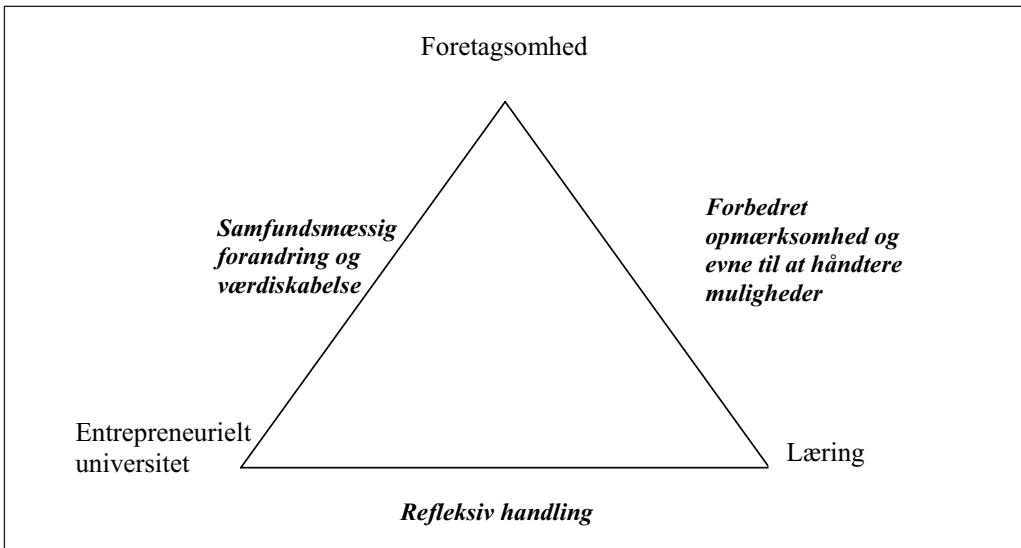 Foretagsomhed
Samfundsmæssig
forandring og
værdiskabelse
Forbedret
opmærksomhed og
evne til at håndtere
muligheder
Entrepreneurielt
universitet
Læring
Refleksiv handling